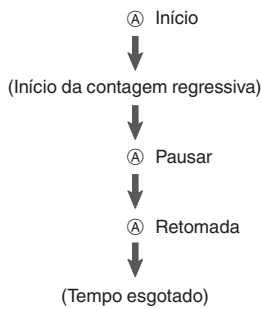 Ⓐ Início
(Início da contagem regressiva)
Ⓐ Pausar
Ⓐ Retomada
(Tempo esgotado)